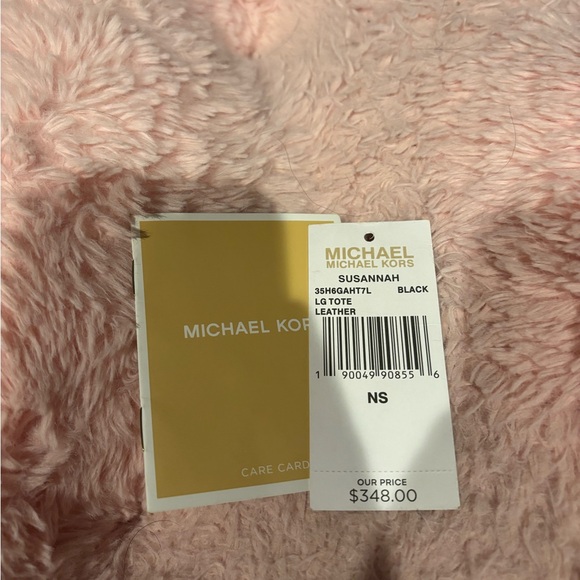 MICHAEL KOR
CARE CARD
MICHAEL
MICHAEL KORS
SUSANNAH
35H6GAHT7L BLACK
LG TOTE
LEATHER
1 90049 90855 6
NS
OUR PRICE
$348.00